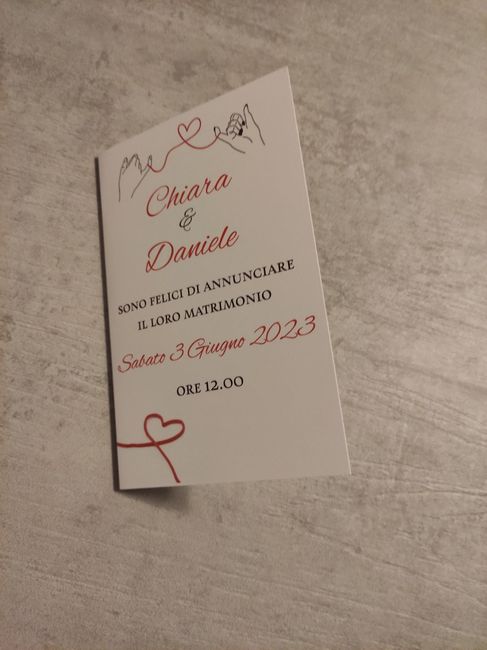 Chiara
&
Daniele
SONO FELICI DI ANNUNCIARE
IL LORO MATRIMONIO
Sabato 3 Giugno 2023
ORE 12.00